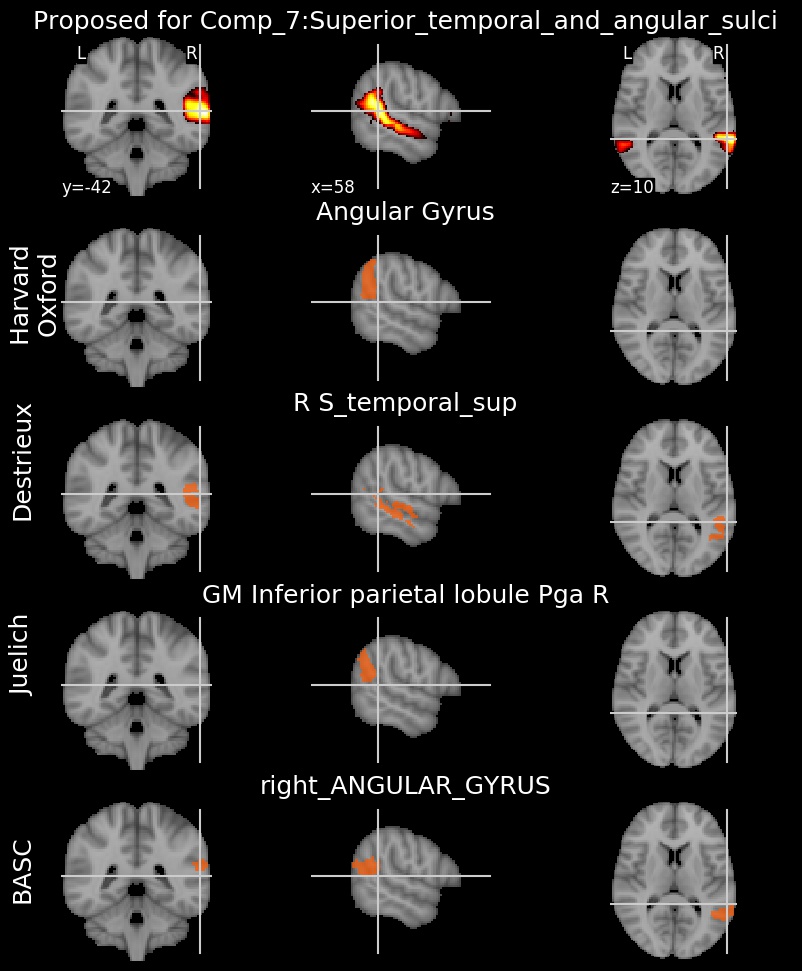 Proposed for Comp_7:Superior_temporal_and_angular_sulci
L R
L R
y=-42
x=58
z=10
Angular Gyrus
Harvard
Oxford
R S_temporal_sup
Destrieux
GM Inferior parietal lobule Pga R
Juelich
right_ANGULAR_GYRUS
BASC